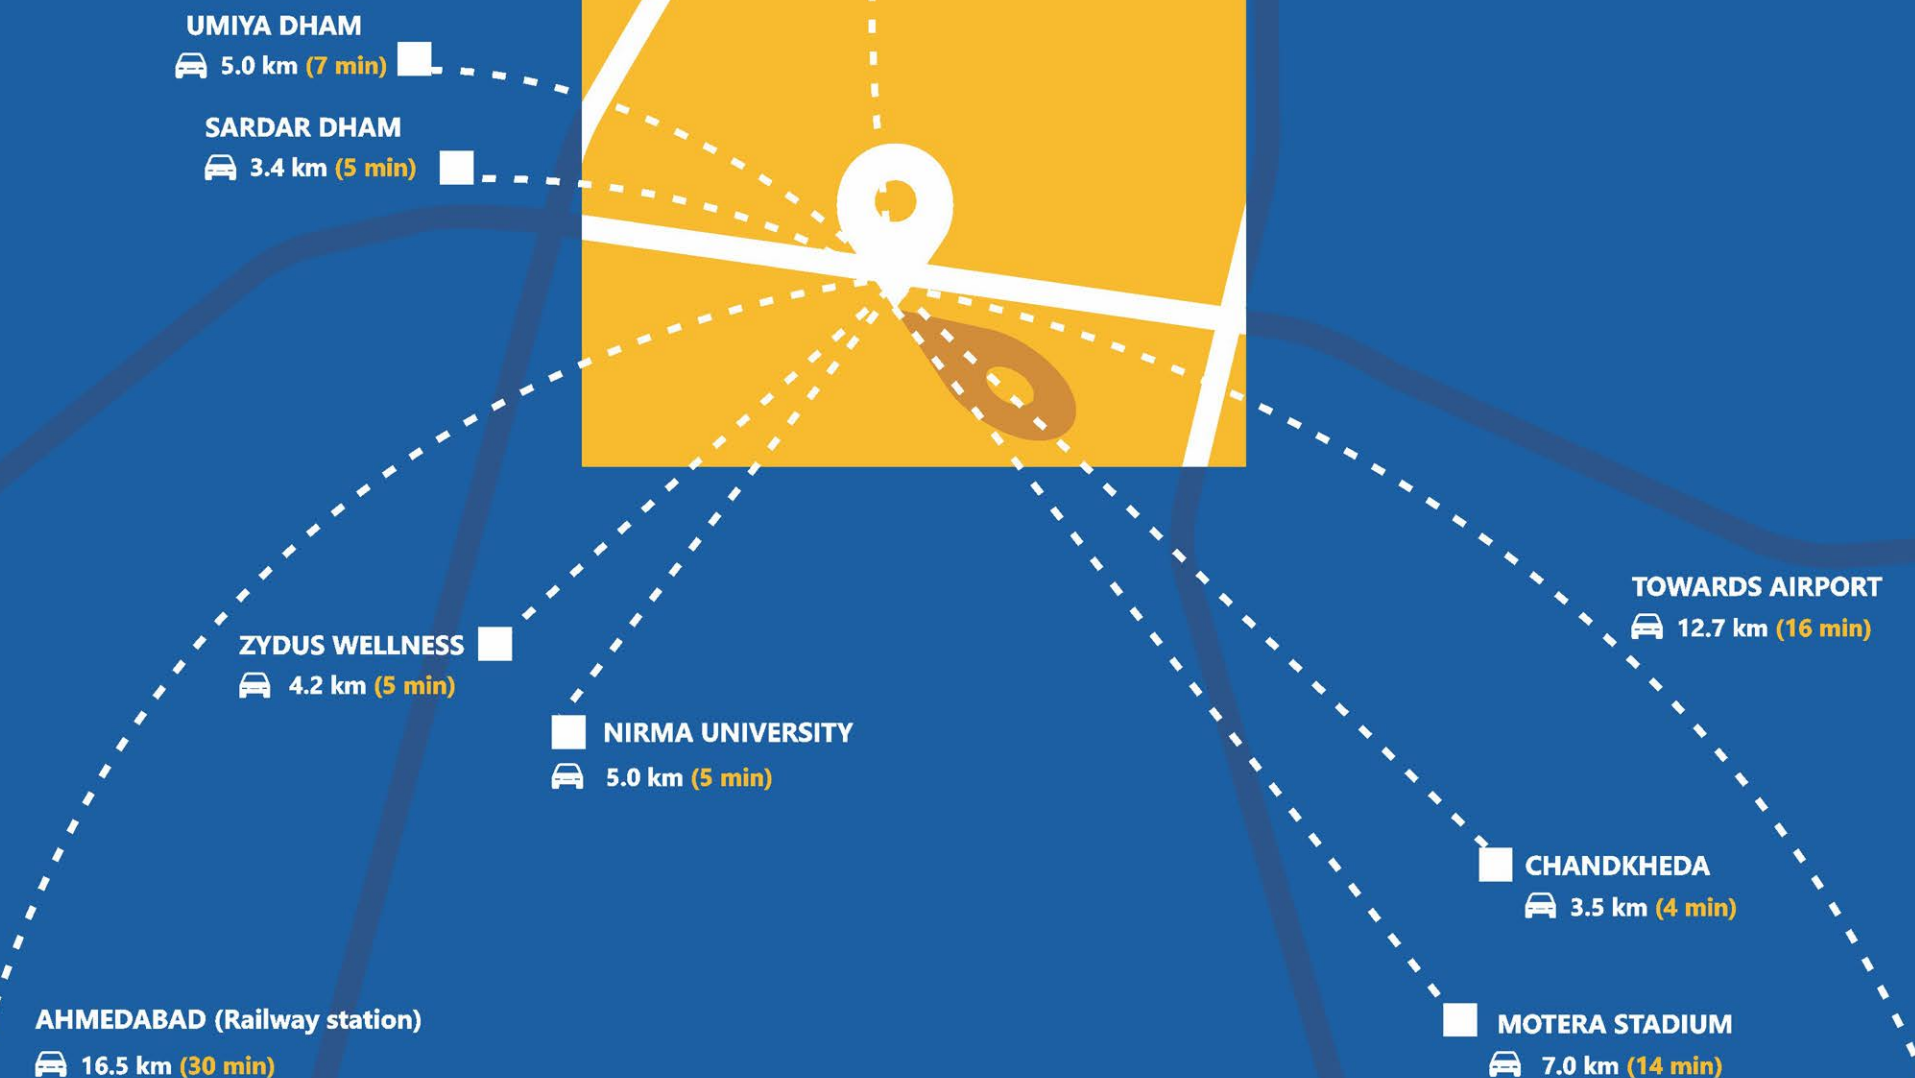 UMIYA DHAM
5.0 km (7 min)
SARDAR DHAM
3.4 km (5 min)
TOWARDS AIRPORT
12.7 km (16 min)
ZYDUS WELLNESS
4.2 km (5 min)
NIRMA UNIVERSITY
5.0 km (5 min)
CHANDKHEDA
3.5 km (4 min)
AHMEDABAD (Railway station)
16.5 km (30 min)
MOTERA STADIUM
7.0 km (14 min)